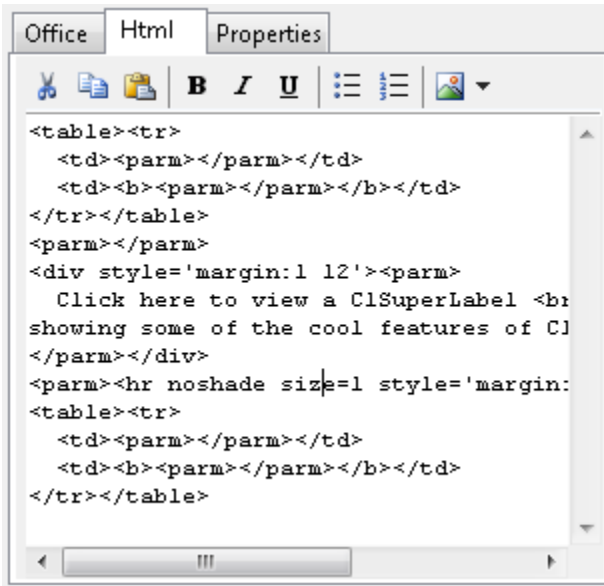 Office Html Properties
B I U
<table><tr>
  <td><parm></parm></td>
  <td><b><parm></parm></b></td>
</tr></table>
<parm></parm>
<div style='margin:1 12'><parm>
  Click here to view a C1SuperLabel <br
showing some of the cool features of C1
</parm></div>
<parm><hr noshade size=1 style='margin:
<table><tr>
  <td><parm></parm></td>
  <td><b><parm></parm></b></td>
</tr></table>